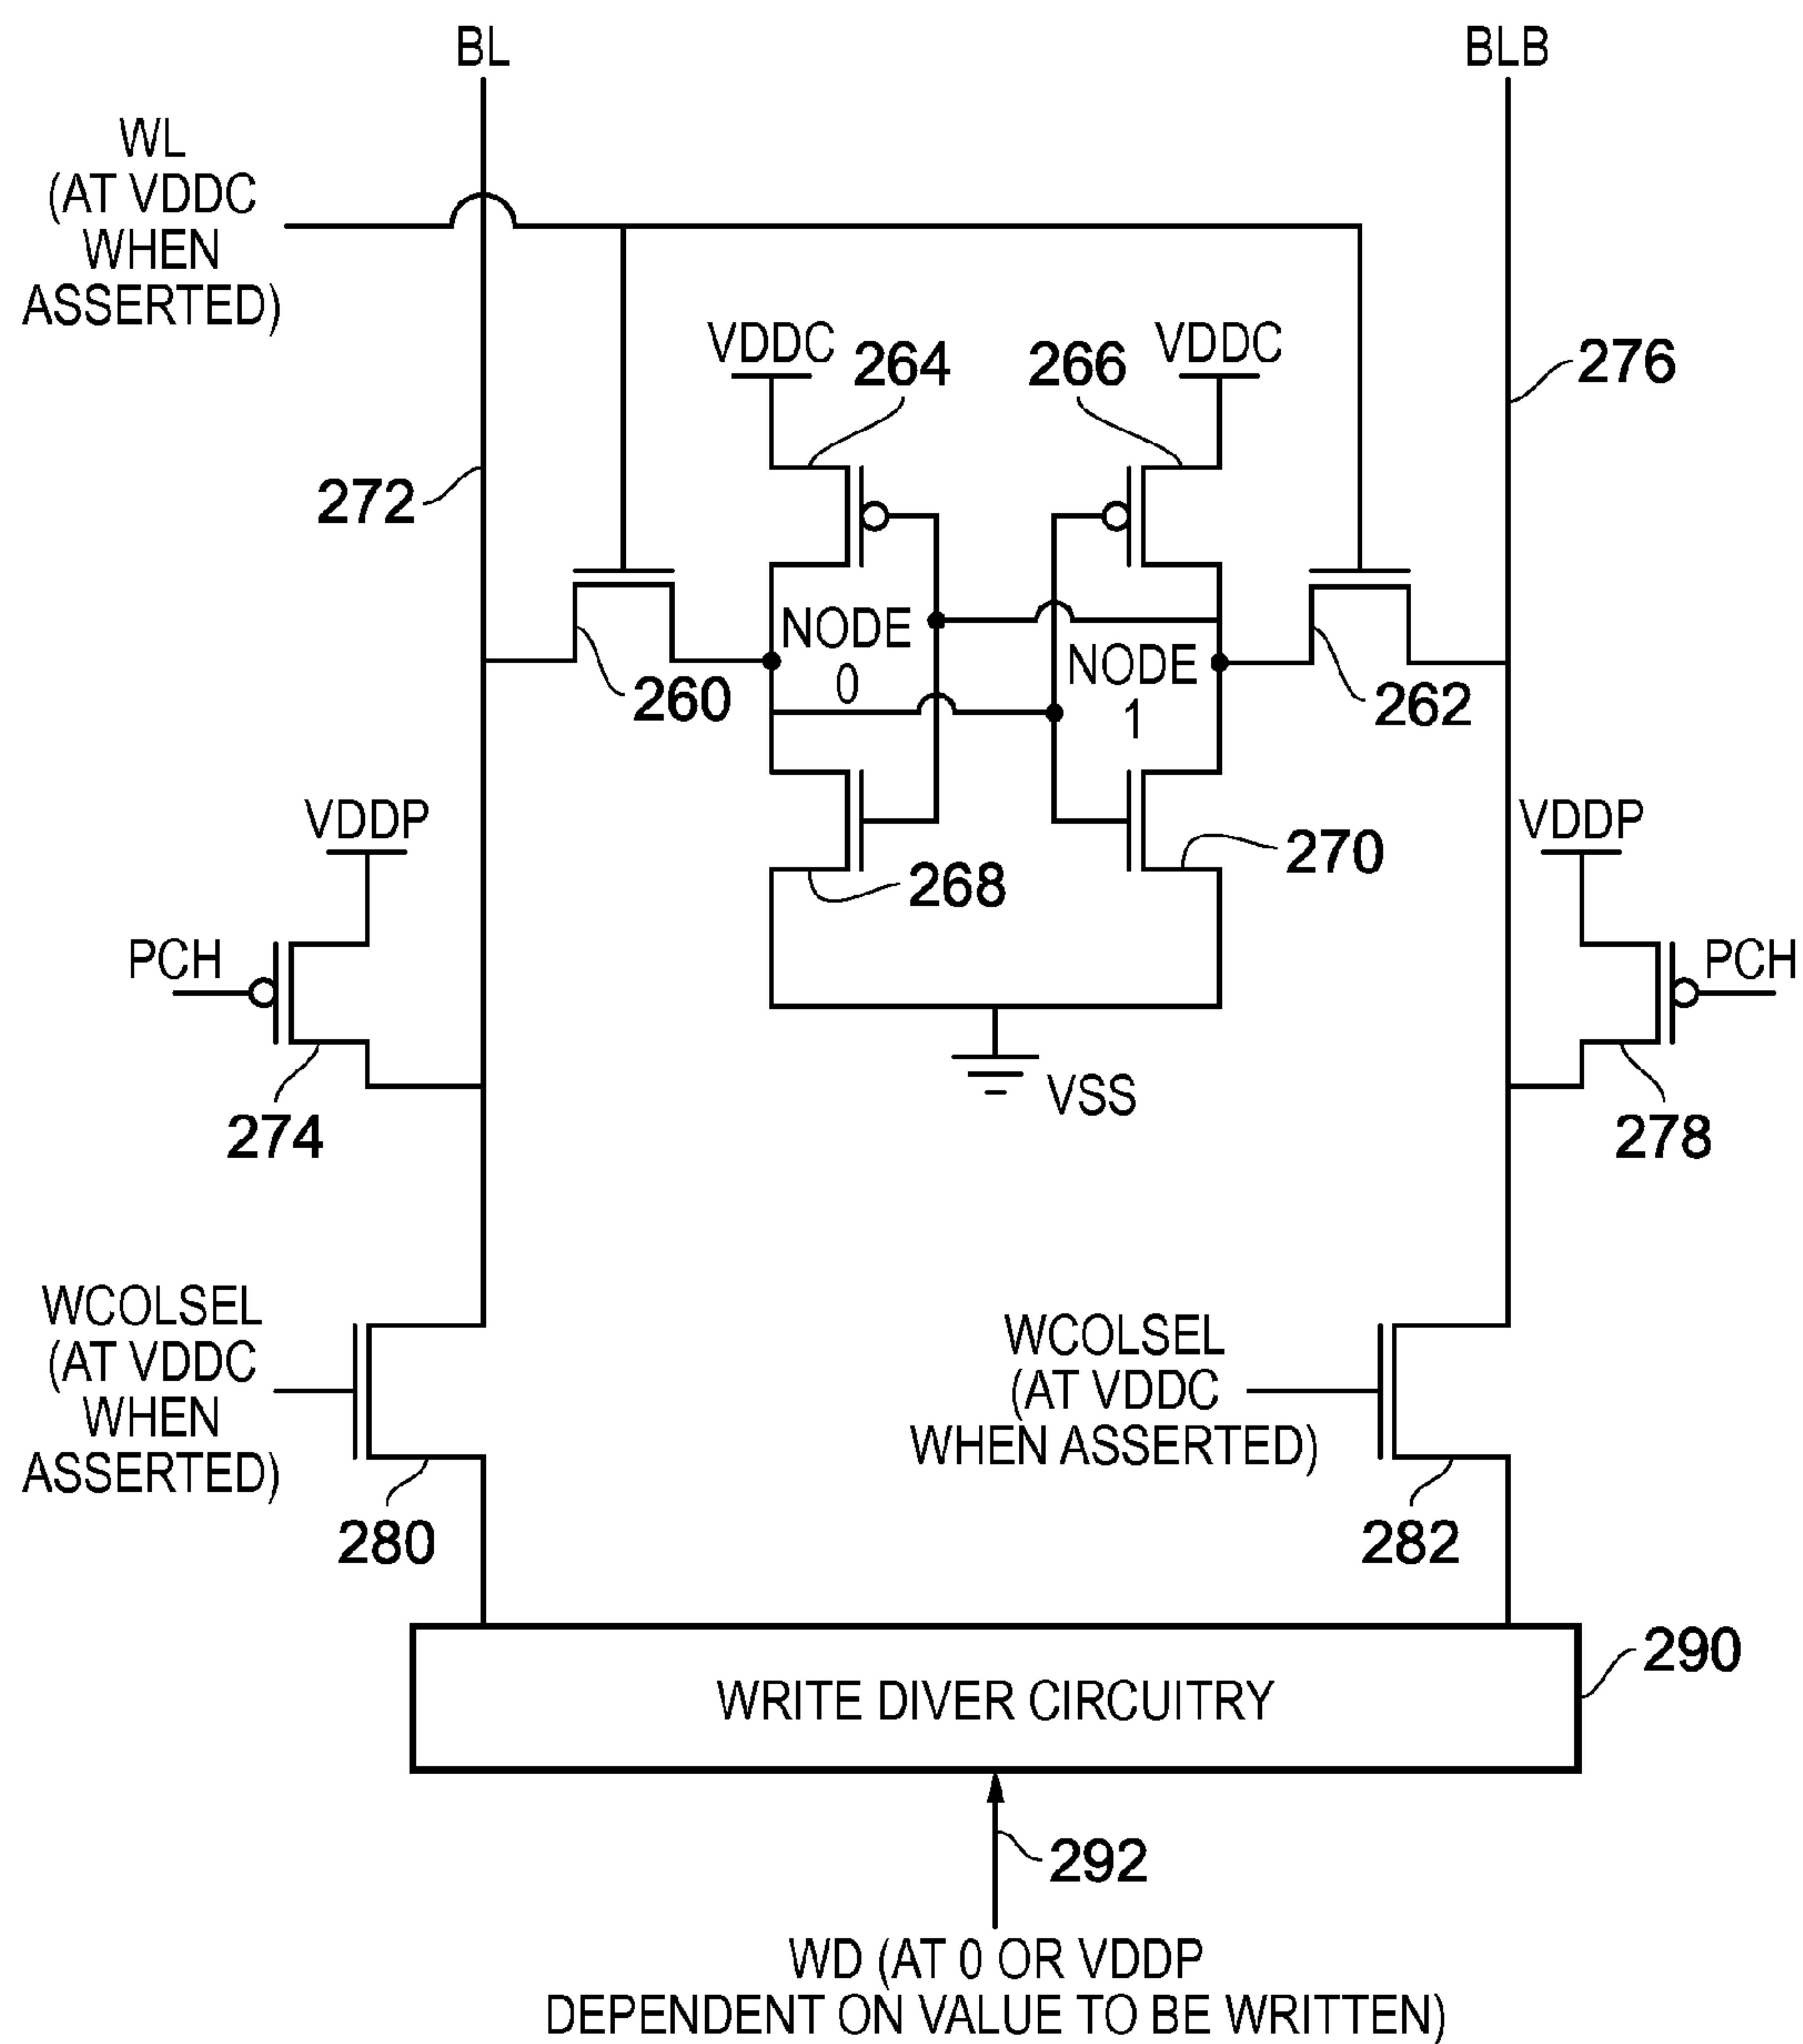 BL
BLB
WL
(AT VDDC
WHEN
ASSERTED)
VDDC
264
266
VDDC
276
272
NODE
0
NODE
1
260
262
VDDP
VDDP
270
268
PCH
PCH
VSS
274
278
WCOLSEL
(AT VDDC
WHEN
ASSERTED)
WCOLSEL
(AT VDDC
WHEN ASSERTED)
280
282
290
WRITE DIVER CIRCUITRY
292
WD (AT 0 OR VDDP
DEPENDENT ON VALUE TO BE WRITTEN)